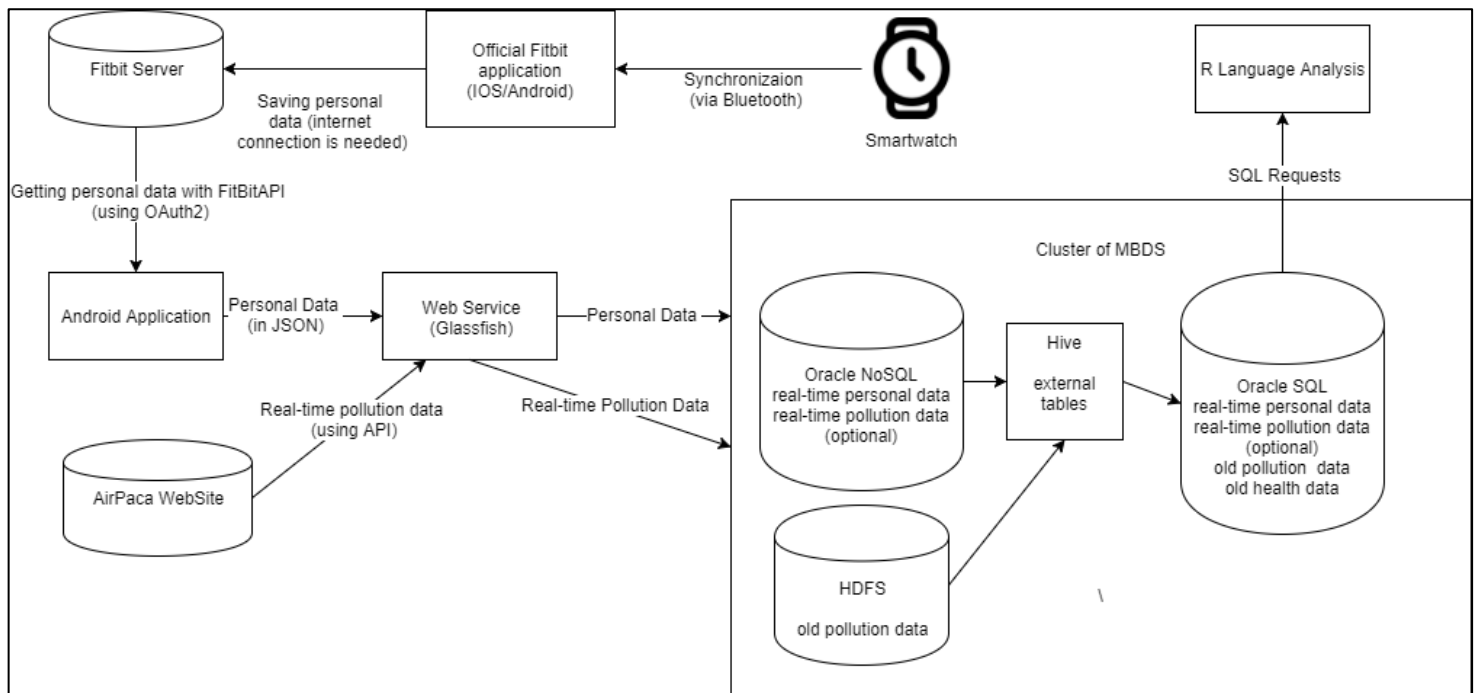 Fitbit Server
Official Fitbit
application
(IOS/Android)
Synchronizaion
(via Bluetooth)
Smartwatch
R Language Analysis
Saving personal
data (internet
connection is needed)
Getting personal data with FitBitAPI
(using OAuth2)
SQL Requests
Cluster of MBDS
Android Application
Personal Data
(in JSON)
Web Service
(Glassfish)
Personal Data
Real-time pollution data
(using API)
Real-time Pollution Data
AirPaca WebSite
Oracle NoSQL
real-time personal data
real-time pollution data
(optional)
Hive
external
tables
Oracle SQL
real-time personal data
real-time pollution data
(optional)
old pollution data
old health data
HDFS
old pollution data
\